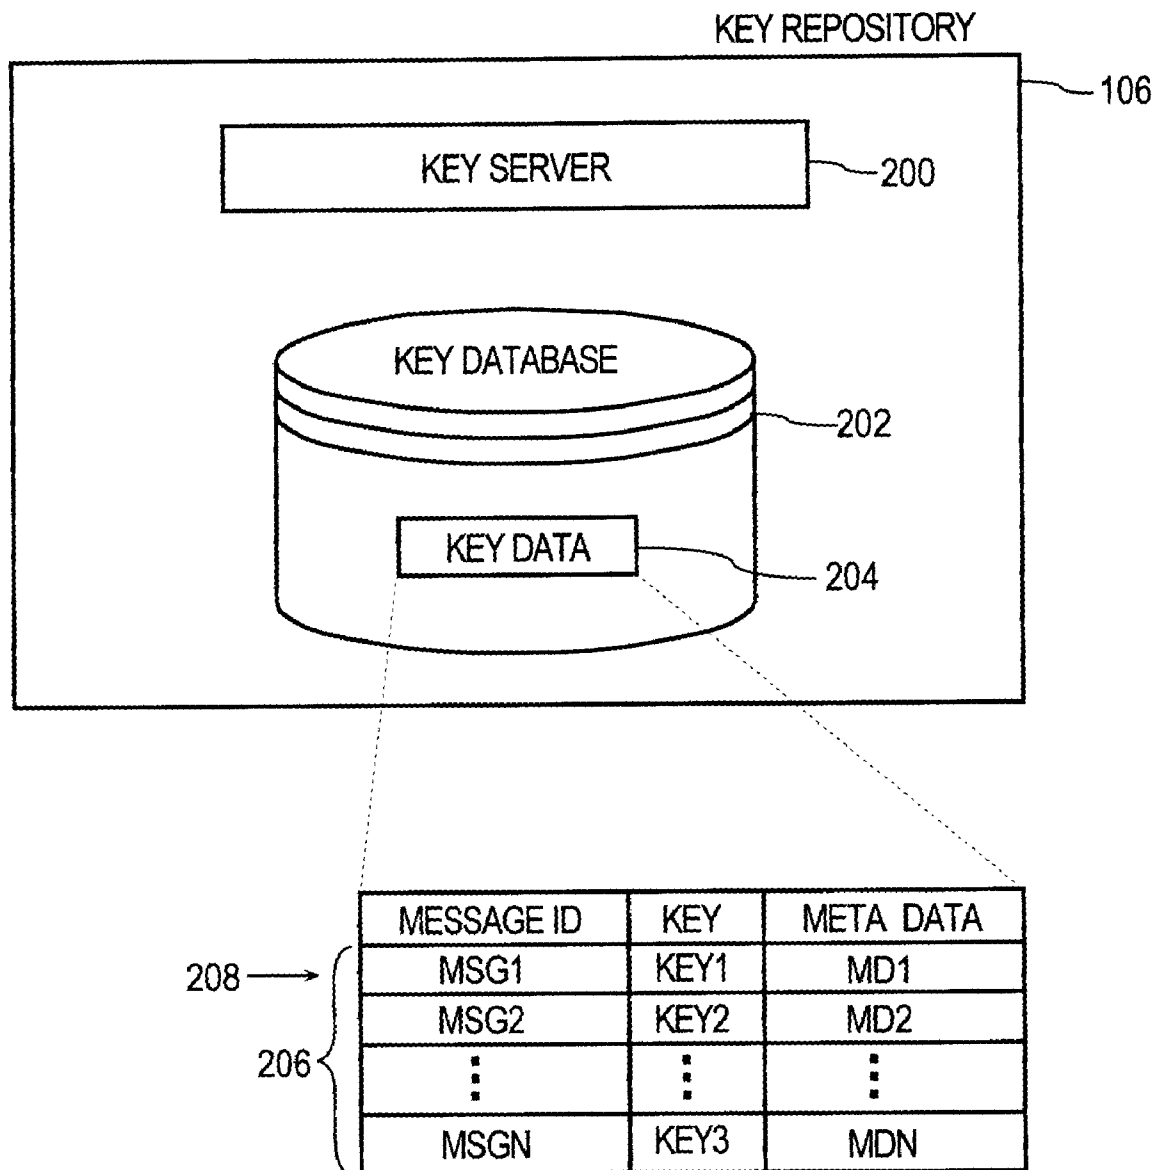 KEY REPOSITORY
106
KEY SERVER
200
KEY DATABASE
202
KEY DATA
204
MESSAGE ID KEY META DATA
208 MSG1 KEY1 MD1
MSG2 KEY2 MD2
206
MSGN KEY3 MDN